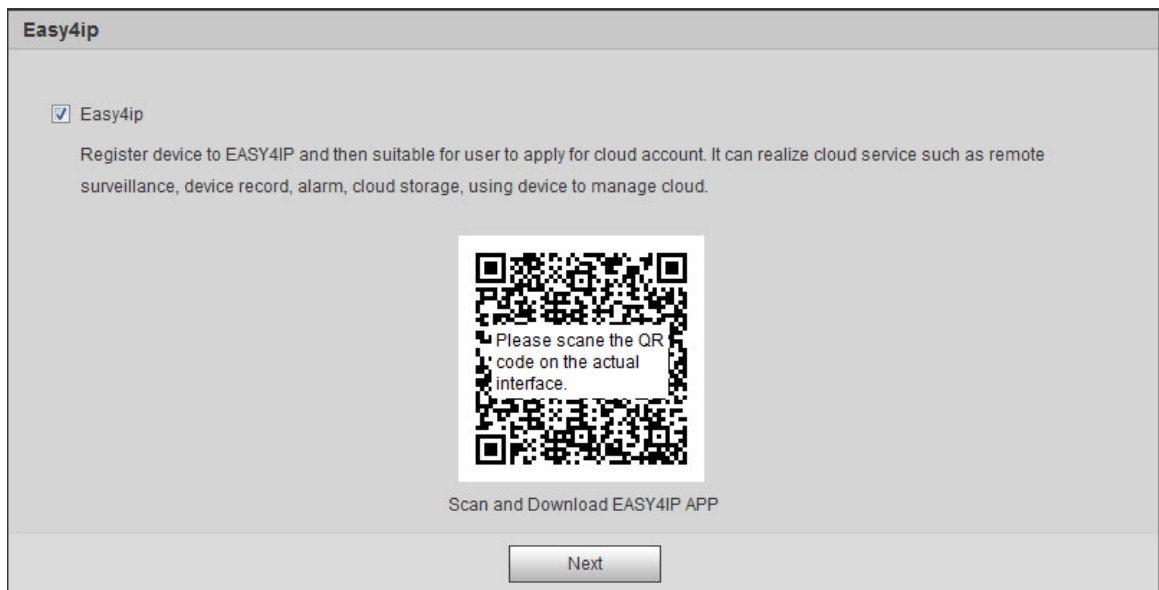 Easy4ip
Easy4ip
Register device to EASY4IP and then suitable for user to apply for cloud account. It can realize cloud service such as remote
surveillance, device record, alarm, cloud storage, using device to manage cloud.
Please scane the QR
code on the actual
interface.
Scan and Download EASY4IP APP
Next